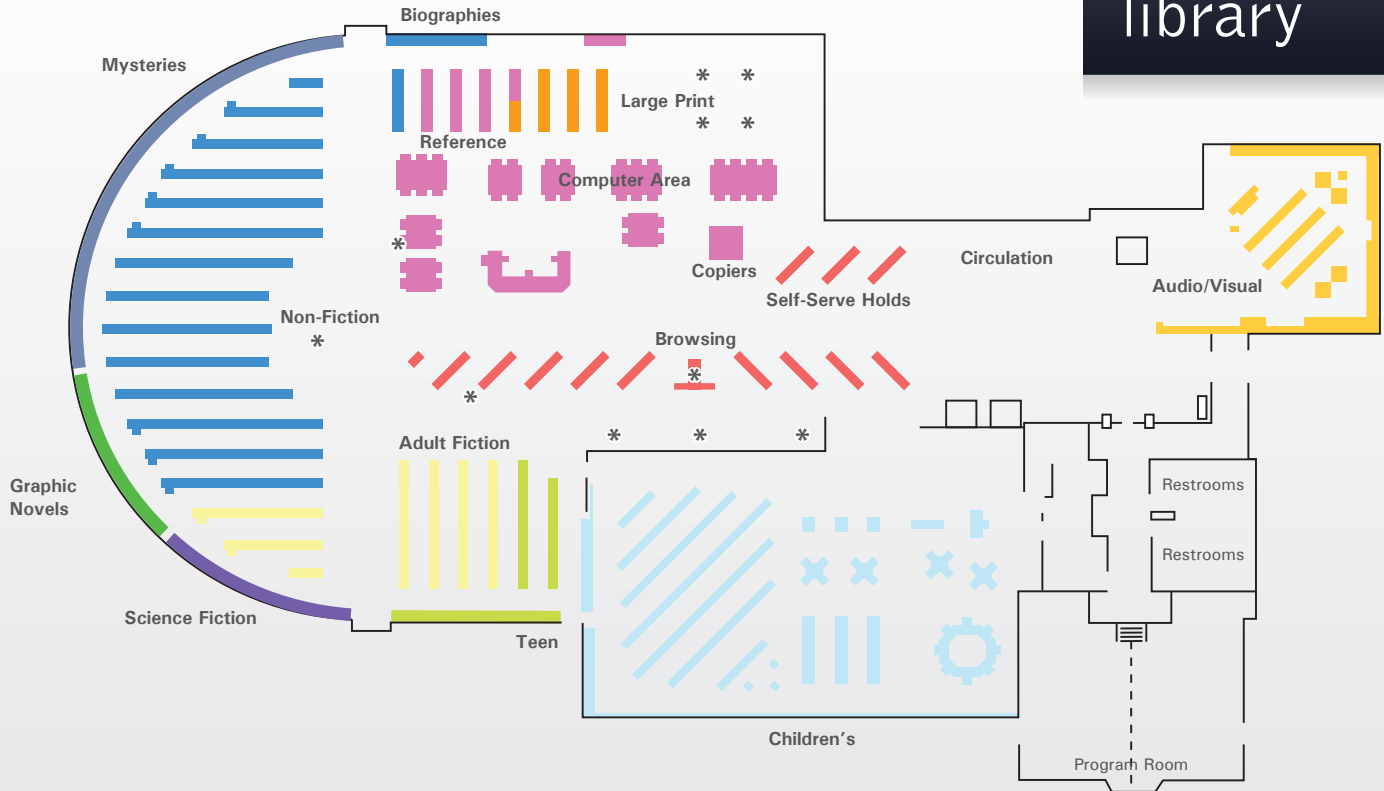 library
Biographies
Mysteries
Large Print
Reference
Computer Area
Copiers
Circulation
Audio/Visual
Self-Serve Holds
Non-Fiction
Browsing
Adult Fiction
Graphic
Novels
Restrooms
Restrooms
Science Fiction
Teen
Children's
Program Room